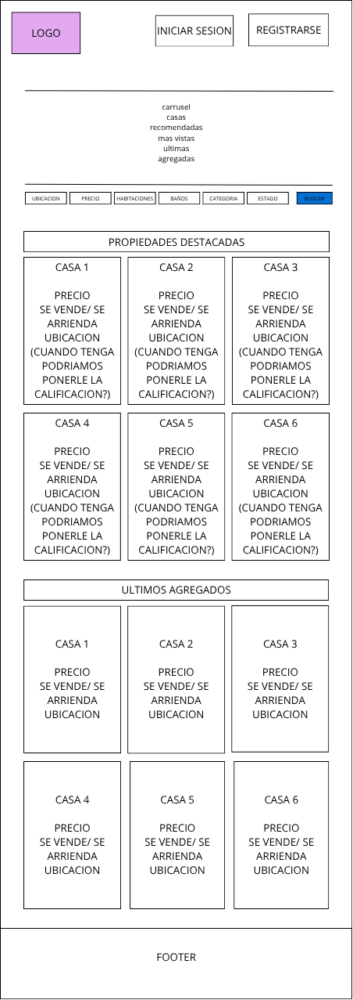 LOGO
INICIAR SESION
REGISTRARSE
carrusel
casas
recomendadas
mas vistas
ultimas
agregadas
UBICACION
PRECIO
HABITACIONES
BAÑOS
CATEGORIA
ESTADO
BUSCAR
PROPIEDADES DESTACADAS
CASA 1
PRECIO
SE VENDE/ SE
ARRIENDA
UBICACION
(CUANDO TENGA
PODRIAMOS
PONERLE LA
CALIFICACION?)
CASA 2
PRECIO
SE VENDE/ SE
ARRIENDA
UBICACION
(CUANDO TENGA
PODRIAMOS
PONERLE LA
CALIFICACION?)
CASA 3
PRECIO
SE VENDE/ SE
ARRIENDA
UBICACION
(CUANDO TENGA
PODRIAMOS
PONERLE LA
CALIFICACION?)
CASA 4
PRECIO
SE VENDE/ SE
ARRIENDA
UBICACION
(CUANDO TENGA
PODRIAMOS
PONERLE LA
CALIFICACION?)
CASA 5
PRECIO
SE VENDE/ SE
ARRIENDA
UBICACION
(CUANDO TENGA
PODRIAMOS
PONERLE LA
CALIFICACION?)
CASA 6
PRECIO
SE VENDE/ SE
ARRIENDA
UBICACION
(CUANDO TENGA
PODRIAMOS
PONERLE LA
CALIFICACION?)
ULTIMOS AGREGADOS
CASA 1
PRECIO
SE VENDE/ SE
ARRIENDA
UBICACION
CASA 2
PRECIO
SE VENDE/ SE
ARRIENDA
UBICACION
CASA 3
PRECIO
SE VENDE/ SE
ARRIENDA
UBICACION
CASA 4
PRECIO
SE VENDE/ SE
ARRIENDA
UBICACION
CASA 5
PRECIO
SE VENDE/ SE
ARRIENDA
UBICACION
CASA 6
PRECIO
SE VENDE/ SE
ARRIENDA
UBICACION
FOOTER